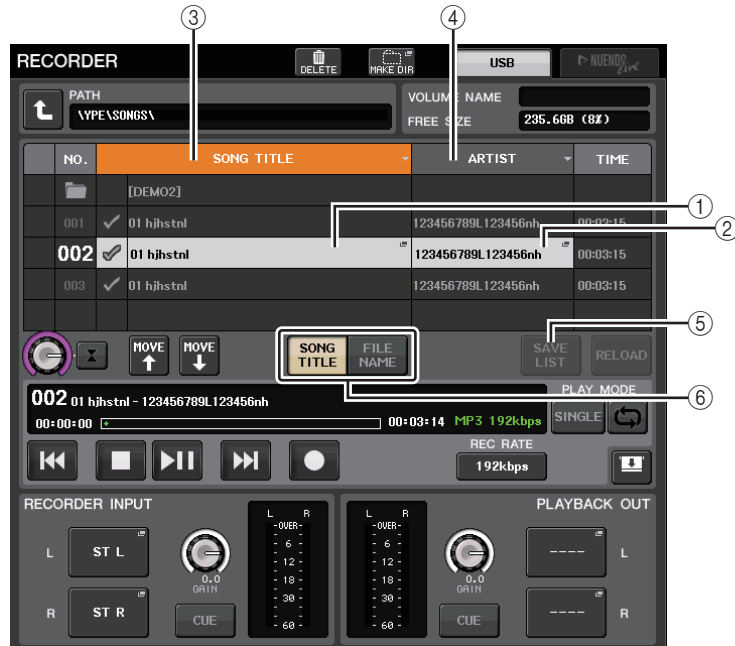 ③ ④
RECORDER DELETE MAKE DIR USB NUENDO Live
PATH VOLUME NAME
\YPE\SONGS\ FREE SIZE 235.6GB (8%)
NO. SONG TITLE ARTIST TIME
[DEMO2]
001 01 hjhstnl 123456789L123456nh 00:03:15 ①
002 01 hjhstnl 123456789L123456nh 00:03:15 ②
003 01 hjhstnl 123456789L123456nh 00:03:15
⑤
MOVE MOVE SONG TITLE FILE NAME SAVE LIST RELOAD
⑥
002 01 hjhstnl - 123456789L123456nh PLAY MODE
00:00:00 00:03:14 MP3 192kbps SINGLE
REC RATE
192kbps
RECORDER INPUT PLAYBACK OUT
L R L R
-OVER- -OVER-
L ST L 6 6 ---- L
12 12
0.0 18 18 0.0
GAIN 30 30 GAIN
R ST R CUE 60 60 CUE ---- R